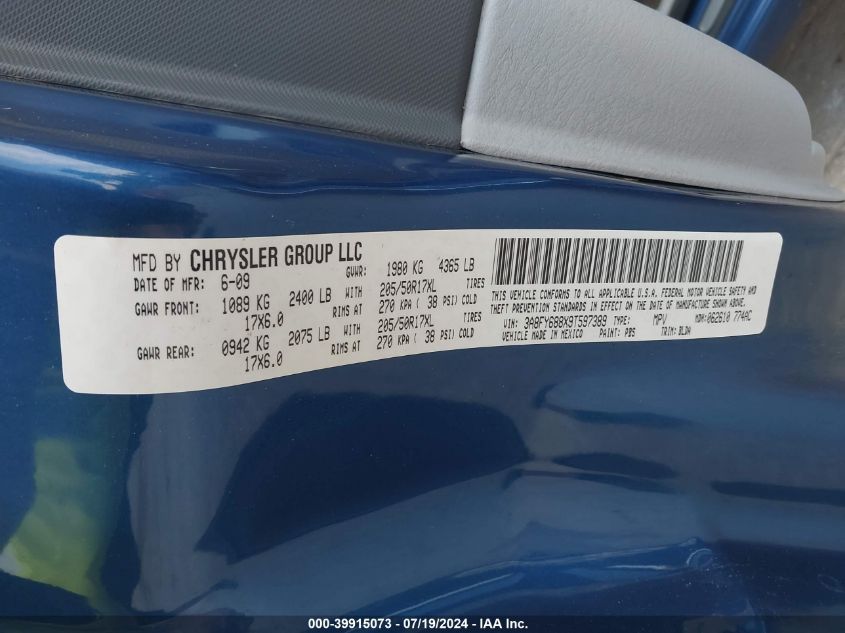 MFD BY CHRYSLER GROUP LLC
DATE OF MFR: 6-09 GVWR: 1980 KG 4365 LB
GAWR FRONT: 1089 KG 2400 LB WITH 205/50R17XL TIRES
17X6.0 RIMS AT 270 KPA ( 38 PSI) COLD
GAWR REAR: 0942 KG 2075 LB WITH 205/50R17XL TIRES
17X6.0 RIMS AT 270 KPA ( 38 PSI) COLD
THIS VEHICLE CONFORMS TO ALL APPLICABLE U.S.A. FEDERAL MOTOR VEHICLE SAFETY AND
THEFT PREVENTION STANDARDS IN EFFECT ON THE DATE OF MANUFACTURE SHOWN ABOVE.
VIN: 3A8FY688X9T597389 TYPE: MPV MDH: 062610 774AC
VEHICLE MADE IN MEXICO PAINT: PBS TRIM: BLDA
000-39915073 - 07/19/2024 - IAA Inc.